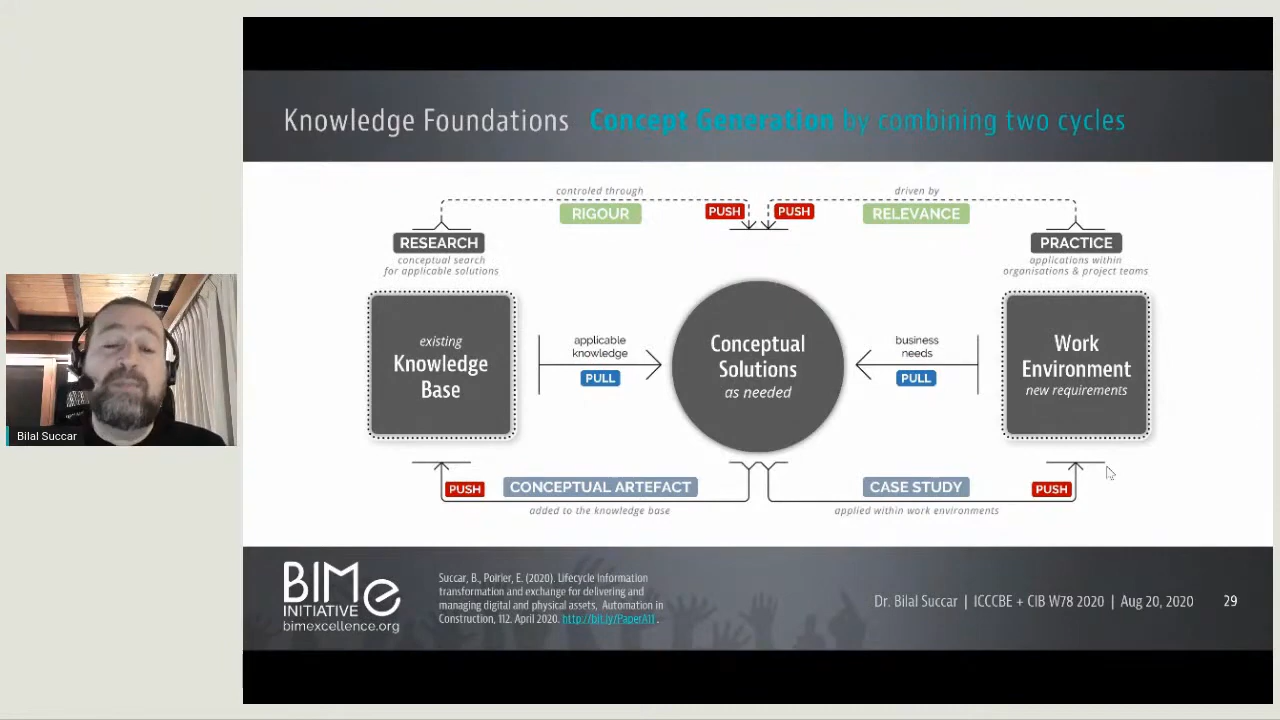 Knowledge Foundations Concept Generation by combining two cycles
controled through
RIGOUR
PUSH
PUSH
driven by
RELEVANCE
RESEARCH
conceptual search
for applicable solutions
PRACTICE
applications within
organisations & project teams
existing
Knowledge
Base
applicable
knowledge
PULL
Conceptual
Solutions
as needed
business
needs
PULL
Work
Environment
new requirements
PUSH
CONCEPTUAL ARTEFACT
added to the knowledge base
CASE STUDY
applied within work environments
PUSH
Bilal Succar
BIMe
INITIATIVE
bimexcellence.org
Succar, B., Poirier, E. (2020). Lifecycle Information
transformation and exchange for delivering and
managing digital and physical assets, Automation in
Construction, 112. April 2020. http://bit.ly/PaperA11 .
Dr. Bilal Succar | ICCCBE + CIB W78 2020 | Aug 20, 2020 29